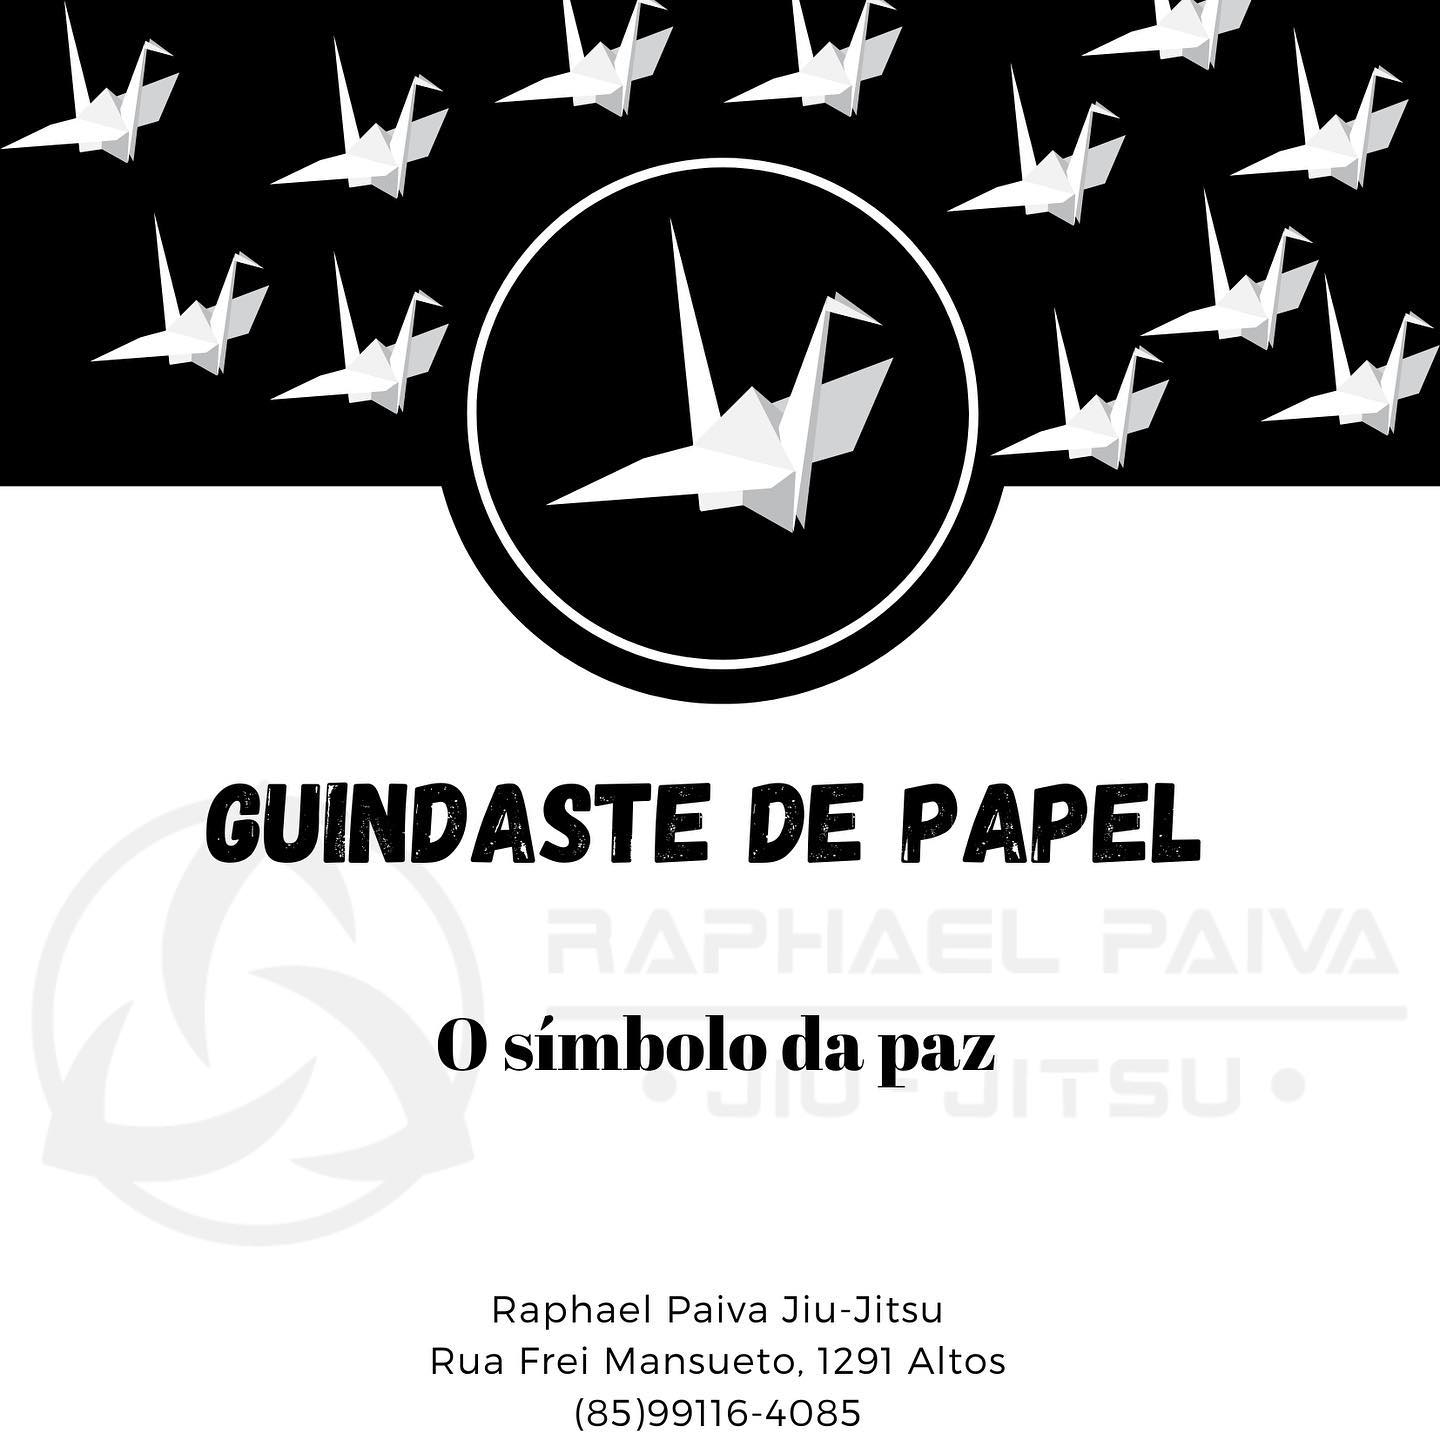 GUINDASTE DE PAPEL
RAPHAEL PAIVA
O símbolo da paz
• JIU-JITSU •
Raphael Paiva Jiu-Jitsu
Rua Frei Mansueto, 1291 Altos
(85)99116-4085